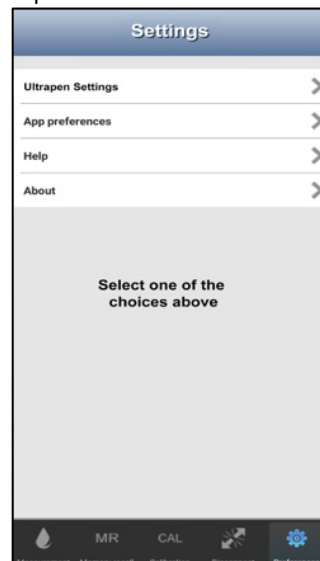 Settings
Ultrapen Settings
App preferences
Help
About
Select one of the
choices above
MR
CAL